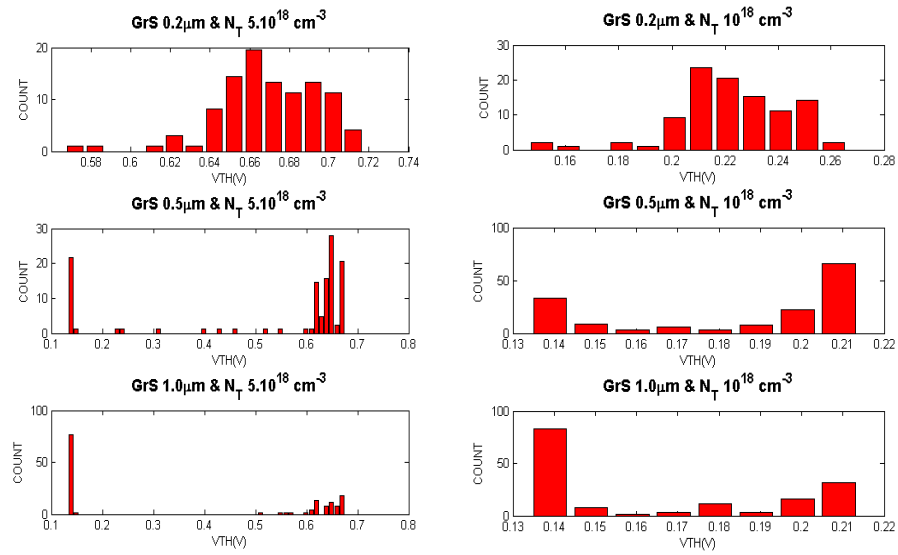 GrS 0.2μm & N_T 5.10^18 cm^-3
20
10
0
COUNT
0.58 0.6 0.62 0.64 0.66 0.68 0.7 0.72 0.74
VTH(V)
GrS 0.2μm & N_T 10^18 cm^-3
30
20
10
0
COUNT
0.16 0.18 0.2 0.22 0.24 0.26 0.28
VTH(V)
GrS 0.5μm & N_T 5.10^18 cm^-3
30
20
10
0
COUNT
0.1 0.2 0.3 0.4 0.5 0.6 0.7 0.8
VTH(V)
GrS 0.5μm & N_T 10^18 cm^-3
100
50
0
COUNT
0.13 0.14 0.15 0.16 0.17 0.18 0.19 0.2 0.21 0.22
VTH(V)
GrS 1.0μm & N_T 5.10^18 cm^-3
100
50
0
COUNT
0.1 0.2 0.3 0.4 0.5 0.6 0.7 0.8
VTH(V)
GrS 1.0μm & N_T 10^18 cm^-3
100
50
0
COUNT
0.13 0.14 0.15 0.16 0.17 0.18 0.19 0.2 0.21 0.22
VTH(V)